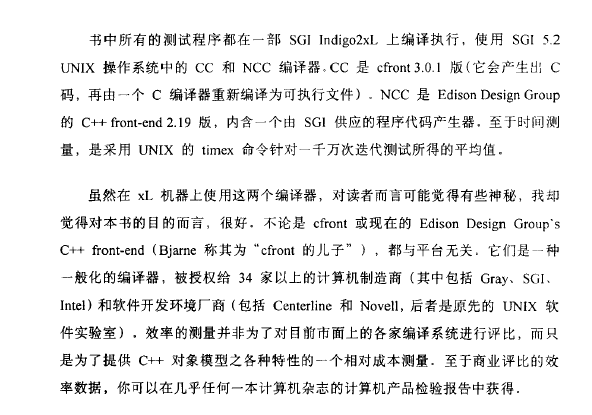 书中所有的测试程序都在一部 SGI Indigo2xL 上编译执行，使用 SGI 5.2
UNIX 操作系统中的 CC 和 NCC 编译器。CC 是 cfront 3.0.1 版（它会产生出 C
码，再由一个 C 编译器重新编译为可执行文件）。NCC 是 Edison Design Group
的 C++ front-end 2.19 版，内含一个由 SGI 供应的程序代码产生器。至于时间测
量，是采用 UNIX 的 timex 命令针对一千万次迭代测试所得的平均值。
虽然在 xL 机器上使用这两个编译器，对读者而言可能觉得有些神秘，我却
觉得对本书的目的而言，很好。不论是 cfront 或现在的 Edison Design Group's
C++ front-end（Bjarne 称其为“cfront 的儿子”），都与平台无关。它们是一种
一般化的编译器，被授权给 34 家以上的计算机制造商（其中包括 Gray、SGI、
Intel）和软件开发环境厂商（包括 Centerline 和 Novell，后者是原先的 UNIX 软
件实验室）。效率的测量并非为了对目前市面上的各家编译系统进行评比，而只
是为了提供 C++ 对象模型之各种特性的一个相对成本测量。至于商业评比的效
率数据，你可以在几乎任何一本计算机杂志的计算机产品检验报告中获得。